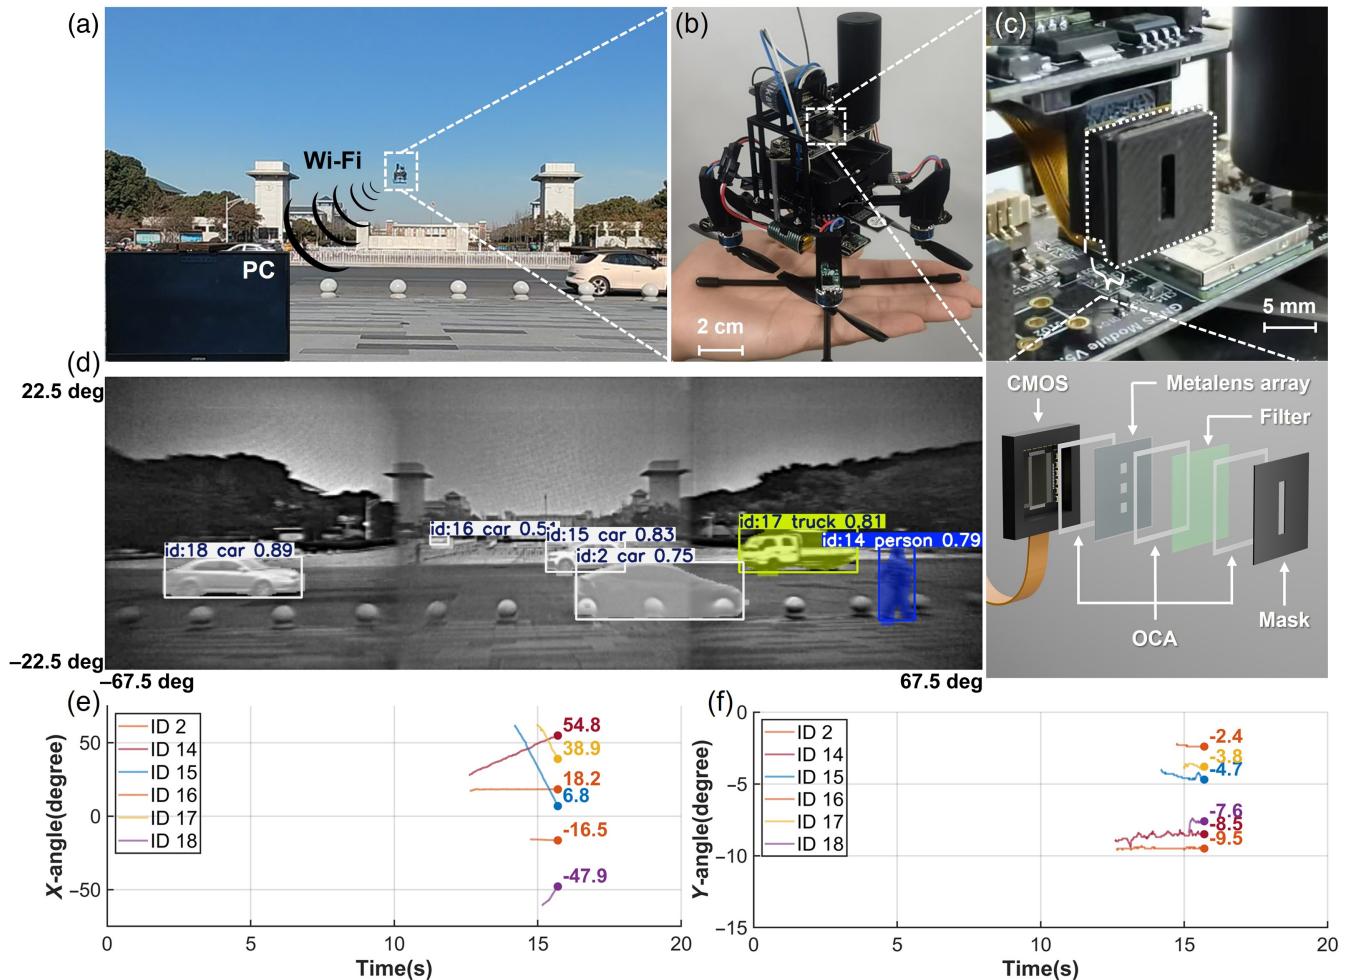 (a)
Wi-Fi
PC
(b)
2 cm
(c)
GNSS Module V5
5 mm
(d)
22.5 deg
–22.5 deg
–67.5 deg
67.5 deg
id:18 car 0.89
id:16 car 0.51
id:15 car 0.83
id:2 car 0.75
id:17 truck 0.81
id:14 person 0.79
CMOS
Metalens array
Filter
OCA
Mask
(e)
X-angle(degree)
50
0
−50
ID 2
ID 14
ID 15
ID 16
ID 17
ID 18
54.8
38.9
18.2
6.8
-16.5
-47.9
0
5
10
15
20
Time(s)
(f)
Y-angle(degree)
0
−5
−10
−15
ID 2
ID 14
ID 15
ID 16
ID 17
ID 18
-2.4
-3.8
-4.7
-7.6
-8.5
-9.5
0
5
10
15
20
Time(s)